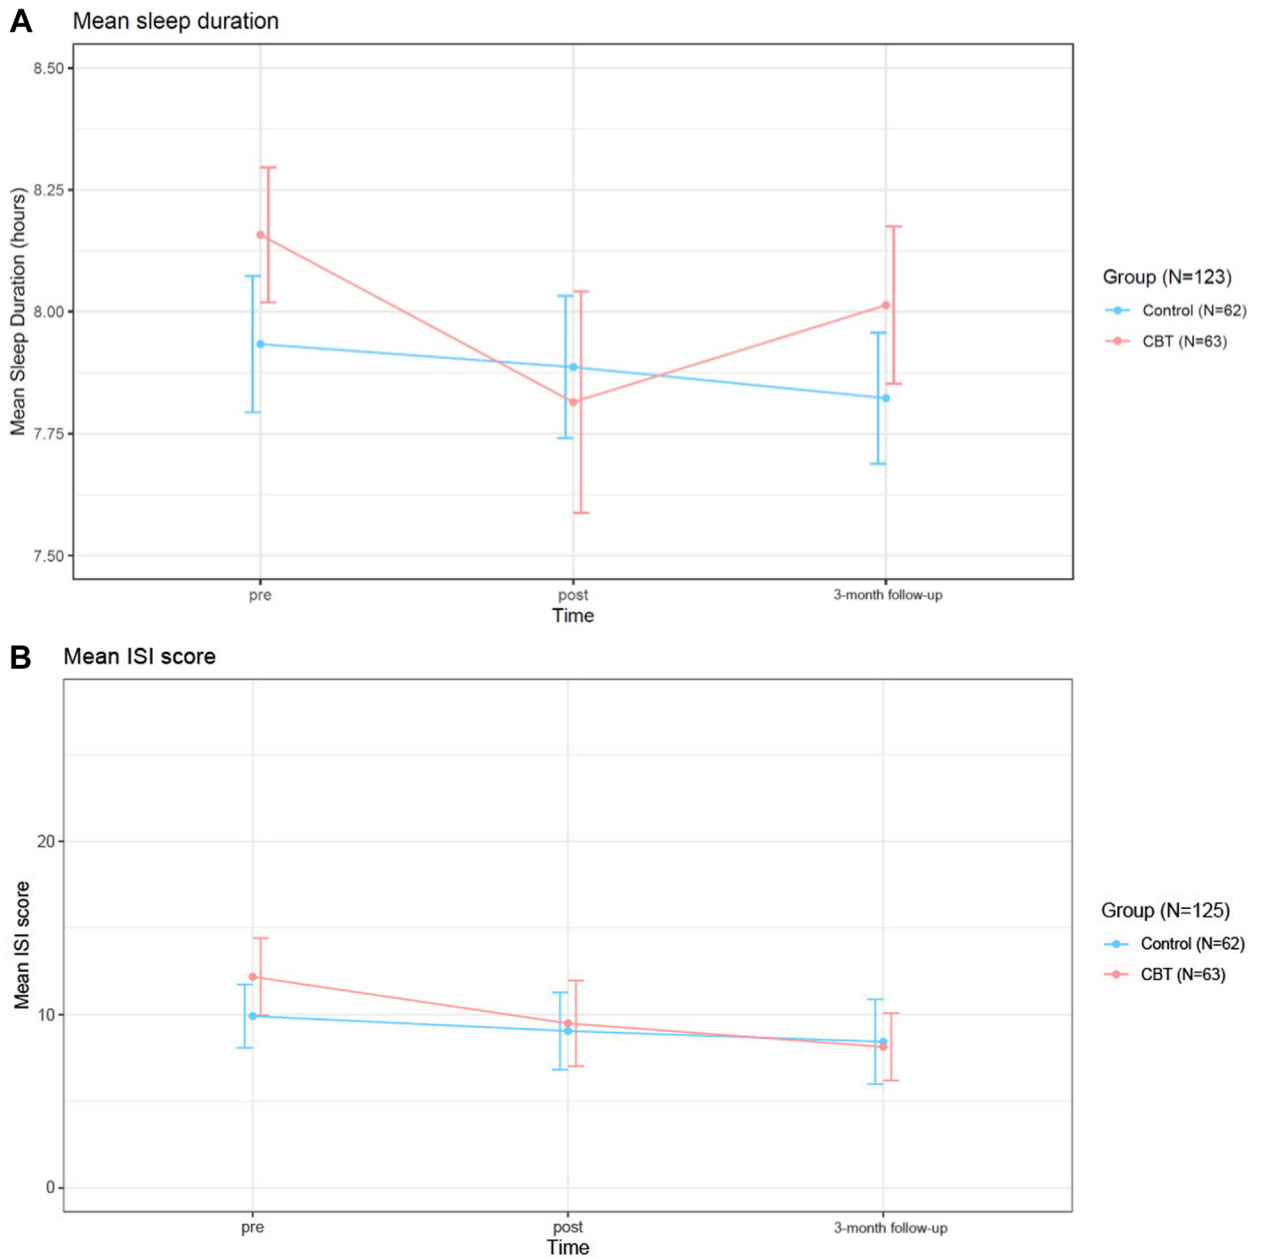 A Mean sleep duration
8.50
8.25
8.00
7.75
7.50
Mean Sleep Duration (hours)
pre post 3-month follow-up
Time
Group (N=123)
Control (N=62)
CBT (N=63)
B Mean ISI score
20
10
0
Mean ISI score
pre post 3-month follow-up
Time
Group (N=125)
Control (N=62)
CBT (N=63)